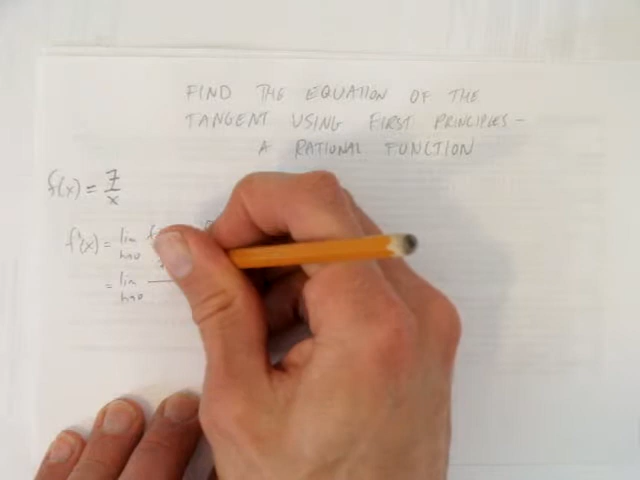 FIND THE EQUATION OF THE
TANGENT USING FIRST PRINCIPLES -
A RATIONAL FUNCTION
f(x) = 7/x
f'(x) = lim h→0
= lim h→0